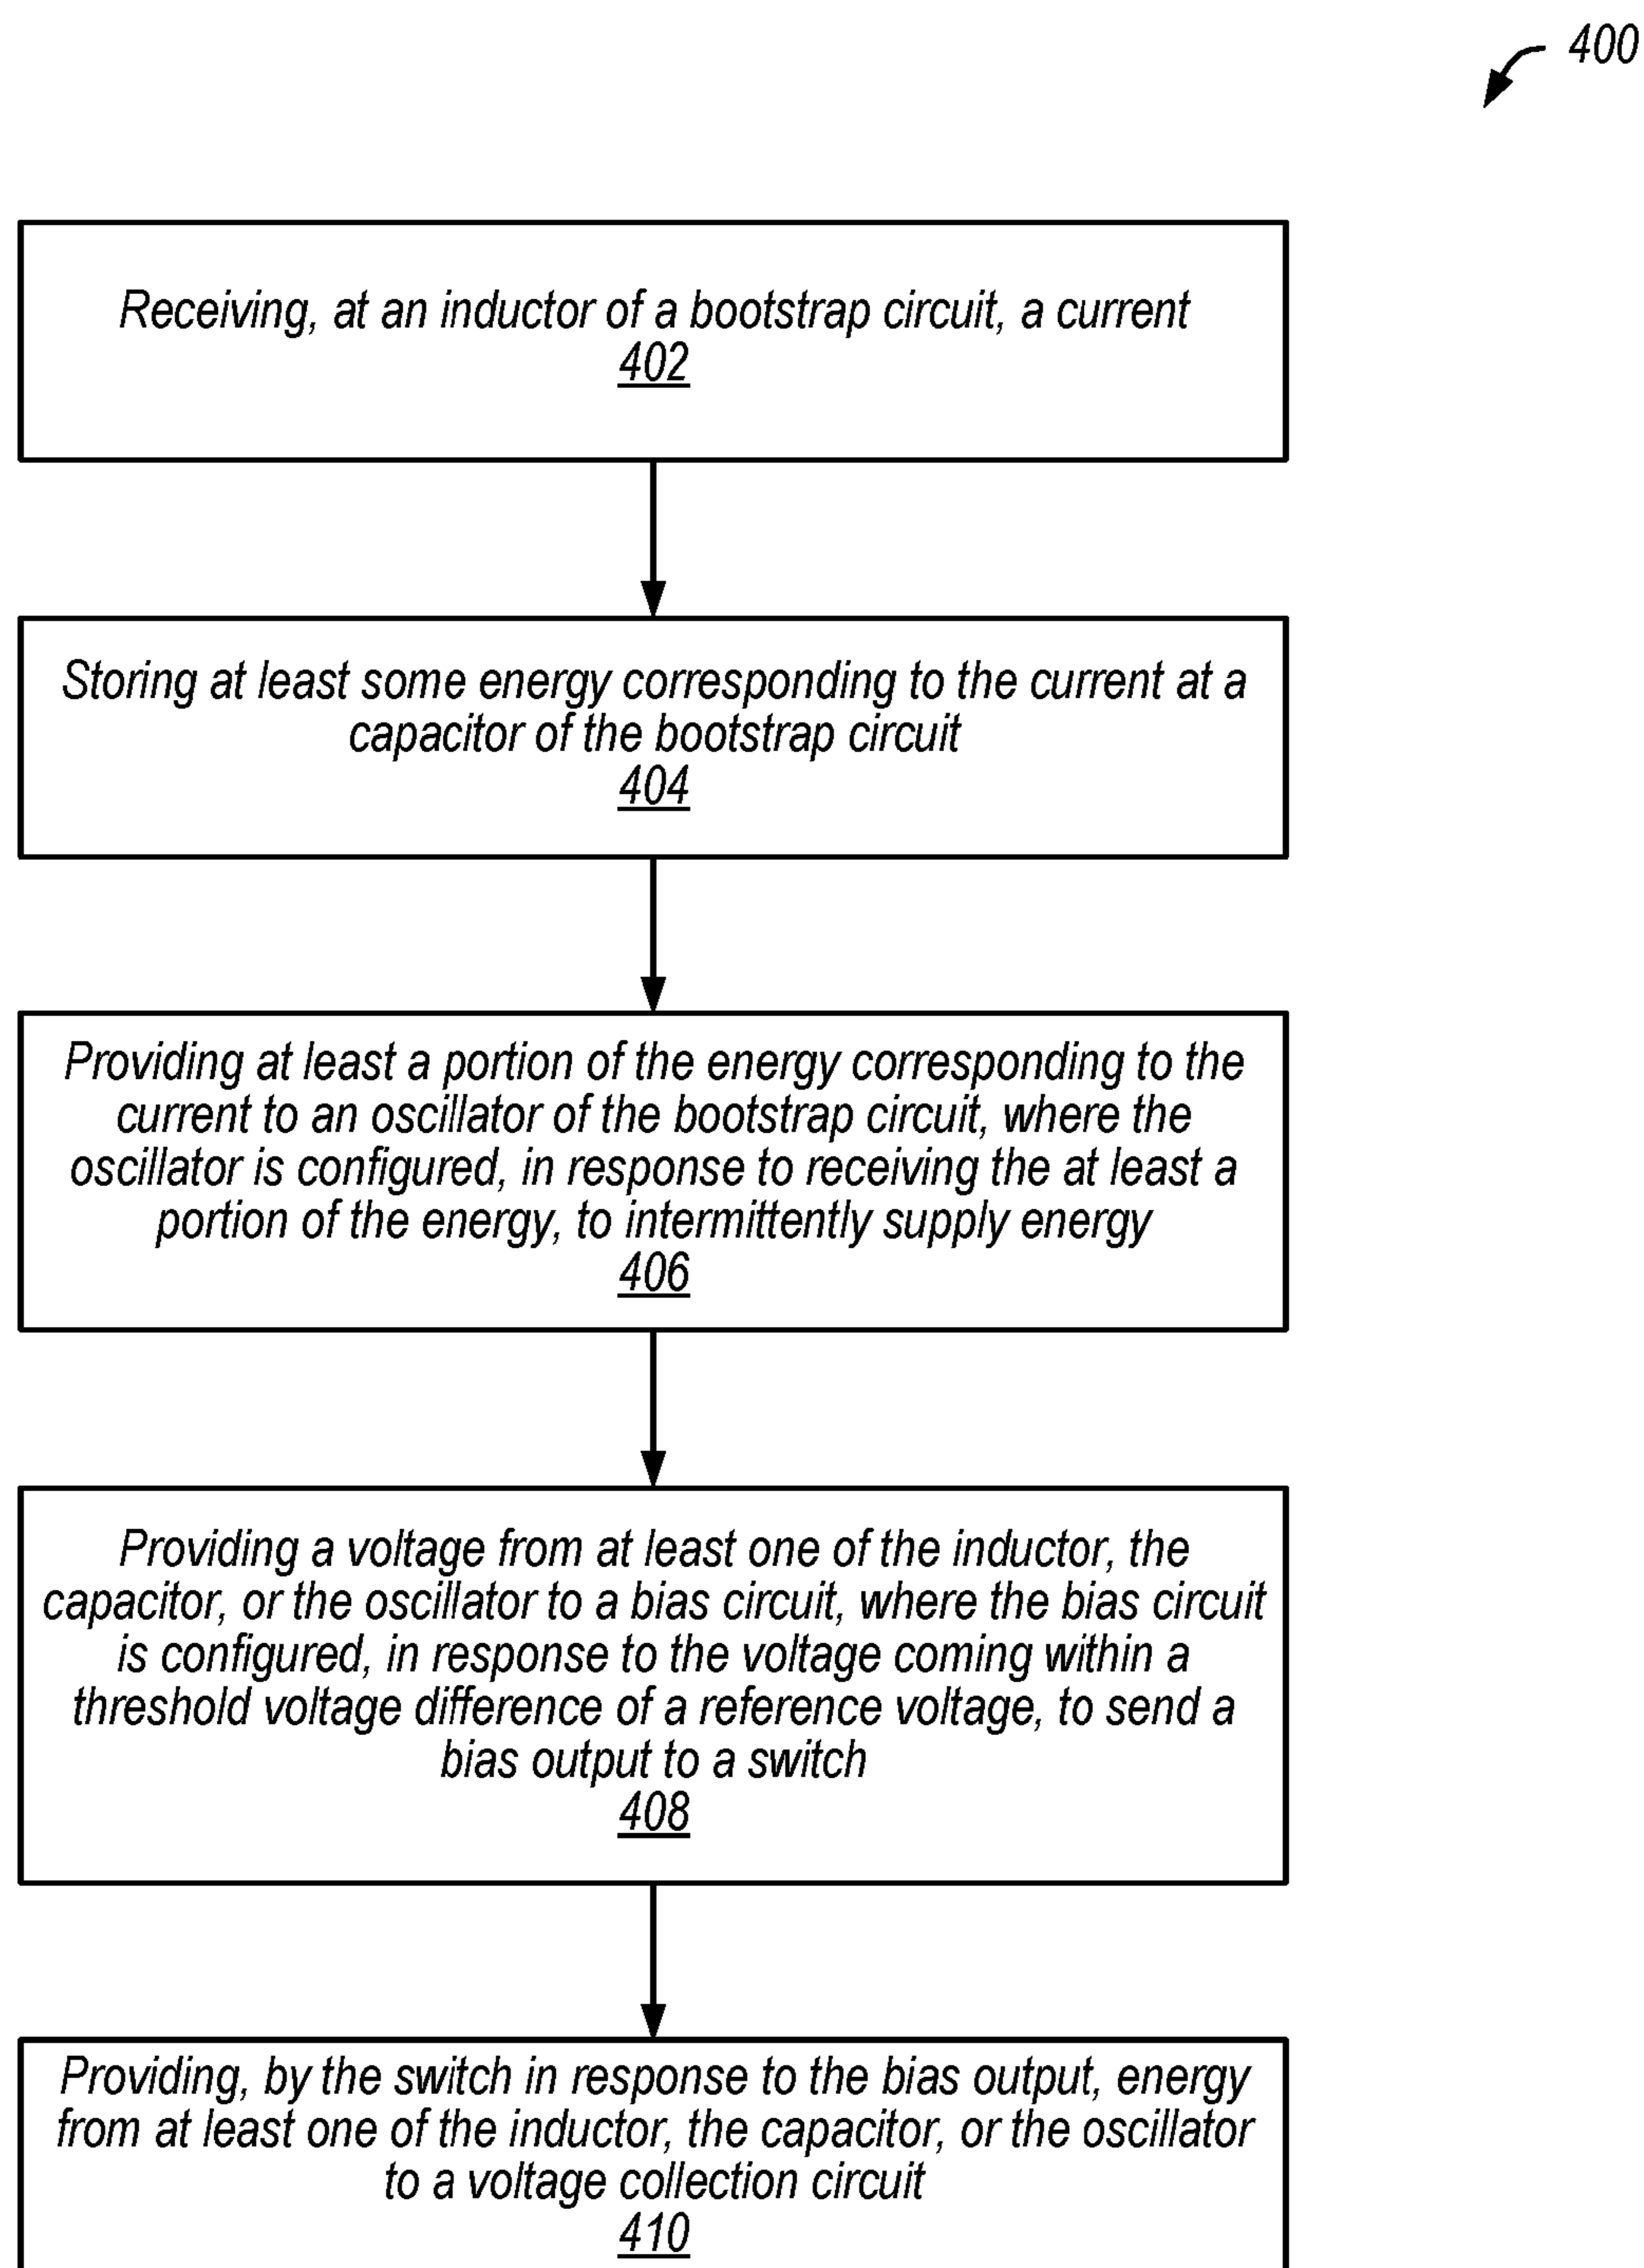 400
Receiving, at an inductor of a bootstrap circuit, a current
402
Storing at least some energy corresponding to the current at a
capacitor of the bootstrap circuit
404
Providing at least a portion of the energy corresponding to the
current to an oscillator of the bootstrap circuit, where the
oscillator is configured, in response to receiving the at least a
portion of the energy, to intermittently supply energy
406
Providing a voltage from at least one of the inductor, the
capacitor, or the oscillator to a bias circuit, where the bias circuit
is configured, in response to the voltage coming within a
threshold voltage difference of a reference voltage, to send a
bias output to a switch
408
Providing, by the switch in response to the bias output, energy
from at least one of the inductor, the capacitor, or the oscillator
to a voltage collection circuit
410